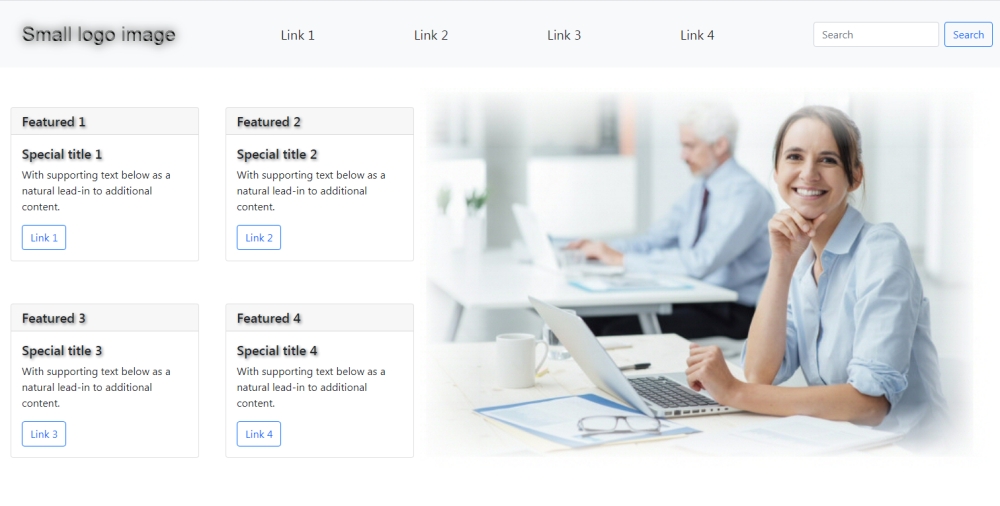 Small logo image
Link 1
Link 2
Link 3
Link 4
Search
Search
Featured 1
Special title 1
With supporting text below as a
natural lead-in to additional
content.
Link 1
Featured 2
Special title 2
With supporting text below as a
natural lead-in to additional
content.
Link 2
Featured 3
Special title 3
With supporting text below as a
natural lead-in to additional
content.
Link 3
Featured 4
Special title 4
With supporting text below as a
natural lead-in to additional
content.
Link 4